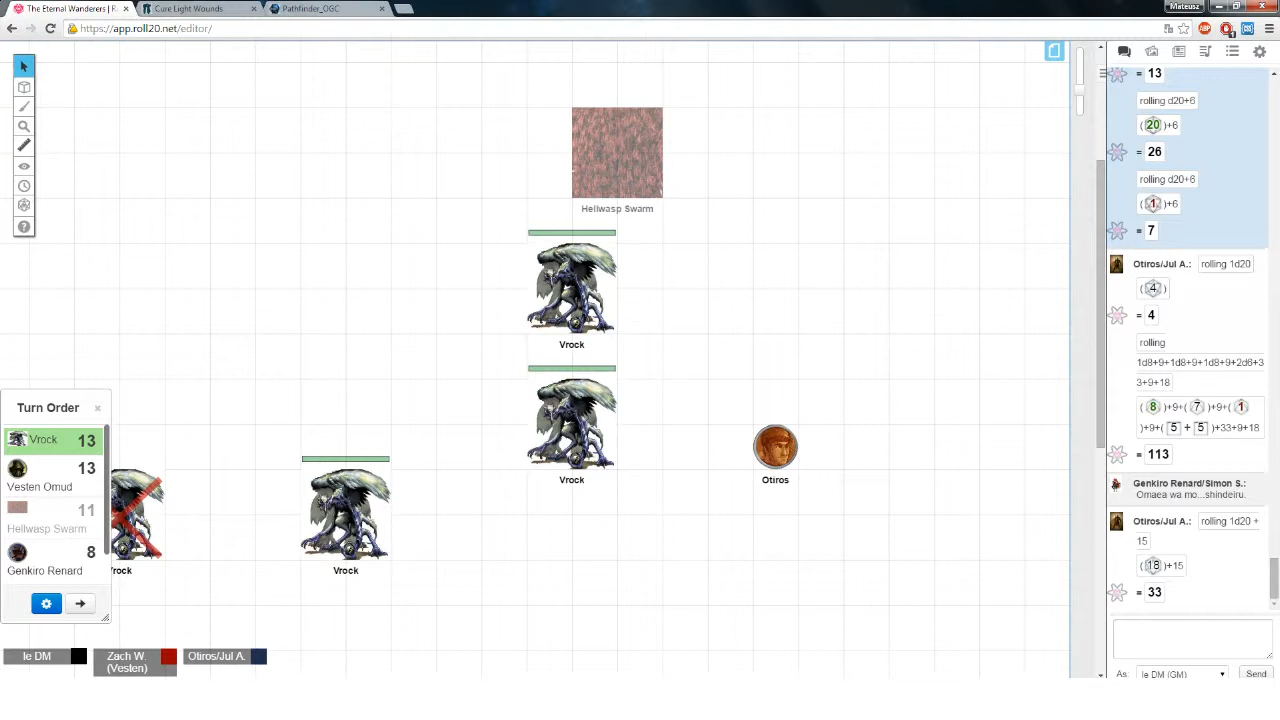 The Eternal Wanderers | R
Cure Light Wounds
Pathfinder_OGC
Mateusz
https://app.roll20.net/editor/
Hellwasp Swarm
Vrock
Vrock
Otiros
Vrock
rock
Turn Order
Vrock 13
13
Vesten Omud
11
Hellwasp Swarm
8
Genkiro Renard
le DM
Zach W.
(Vesten)
Otiros/Jul A.
= 13
rolling d20+6
(20)+6
= 26
rolling d20+6
(1)+6
= 7
Otiros/Jul A.: rolling 1d20
(4)
= 4
rolling
1d8+9+1d8+9+1d8+9+2d6+3
3+9+18
(8)+9+(7)+9+(1
)+9+(5+5)+33+9+18
= 113
Genkiro Renard/Simon S.:
Omaea wa mo...shindeiru.
Otiros/Jul A.: rolling 1d20 +
15
(18)+15
= 33
As: le DM (GM)
Send